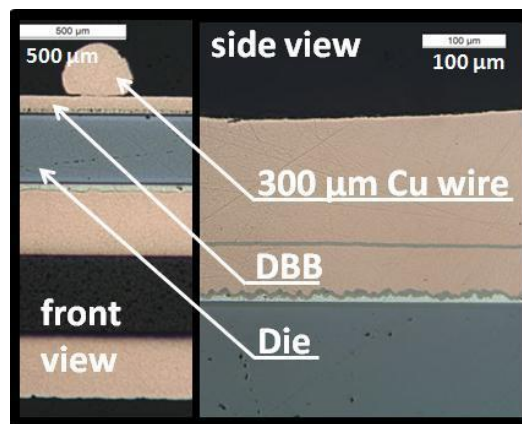 500 µm
500 µm
side view
100 µm
100 µm
300 µm Cu wire
DBB
Die
front
view